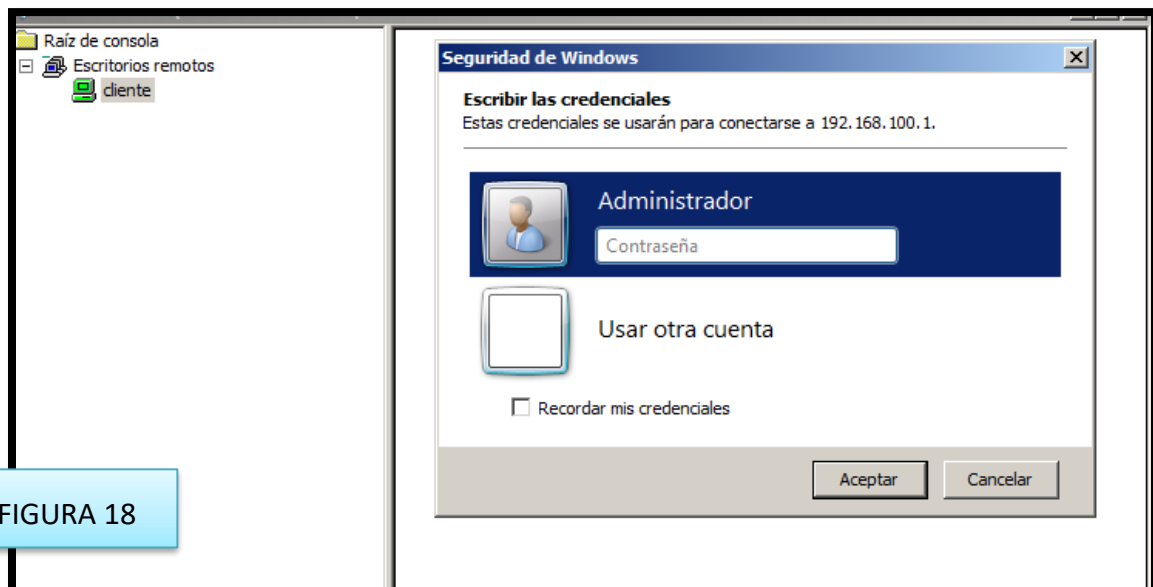 Raíz de consola
Escritorios remotos
cliente
Seguridad de Windows
Escribir las credenciales
Estas credenciales se usarán para conectarse a 192.168.100.1.
Administrador
Contraseña
Usar otra cuenta
Recordar mis credenciales
Aceptar Cancelar
FIGURA 18